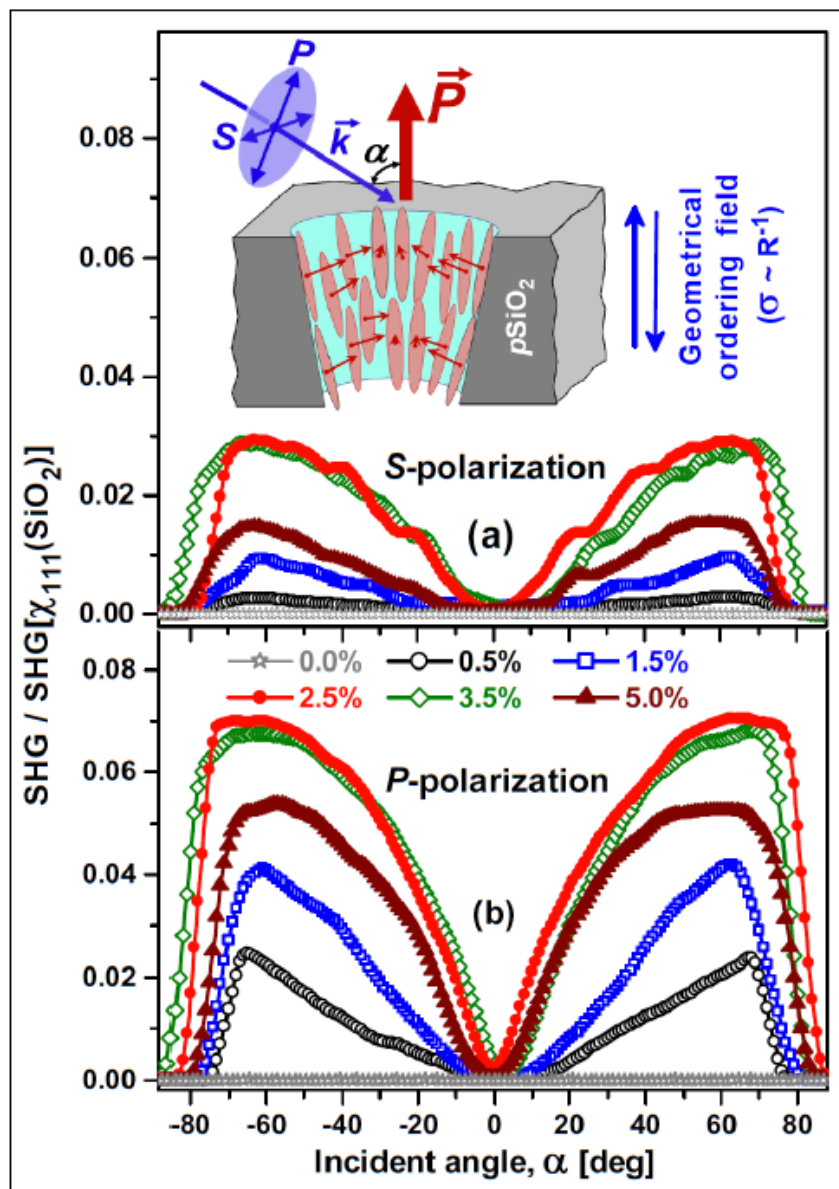 P
S
k
α
P
pSiO2
Geometrical
ordering field
(σ ~ R-1)
SHG / SHG[χ111(SiO2)]
0.08
0.06
0.04
0.02
0.00
S-polarization
(a)
0.0% 0.5% 1.5%
2.5% 3.5% 5.0%
0.08
0.06
0.04
0.02
0.00
P-polarization
(b)
-80 -60 -40 -20 0 20 40 60 80
Incident angle, α [deg]